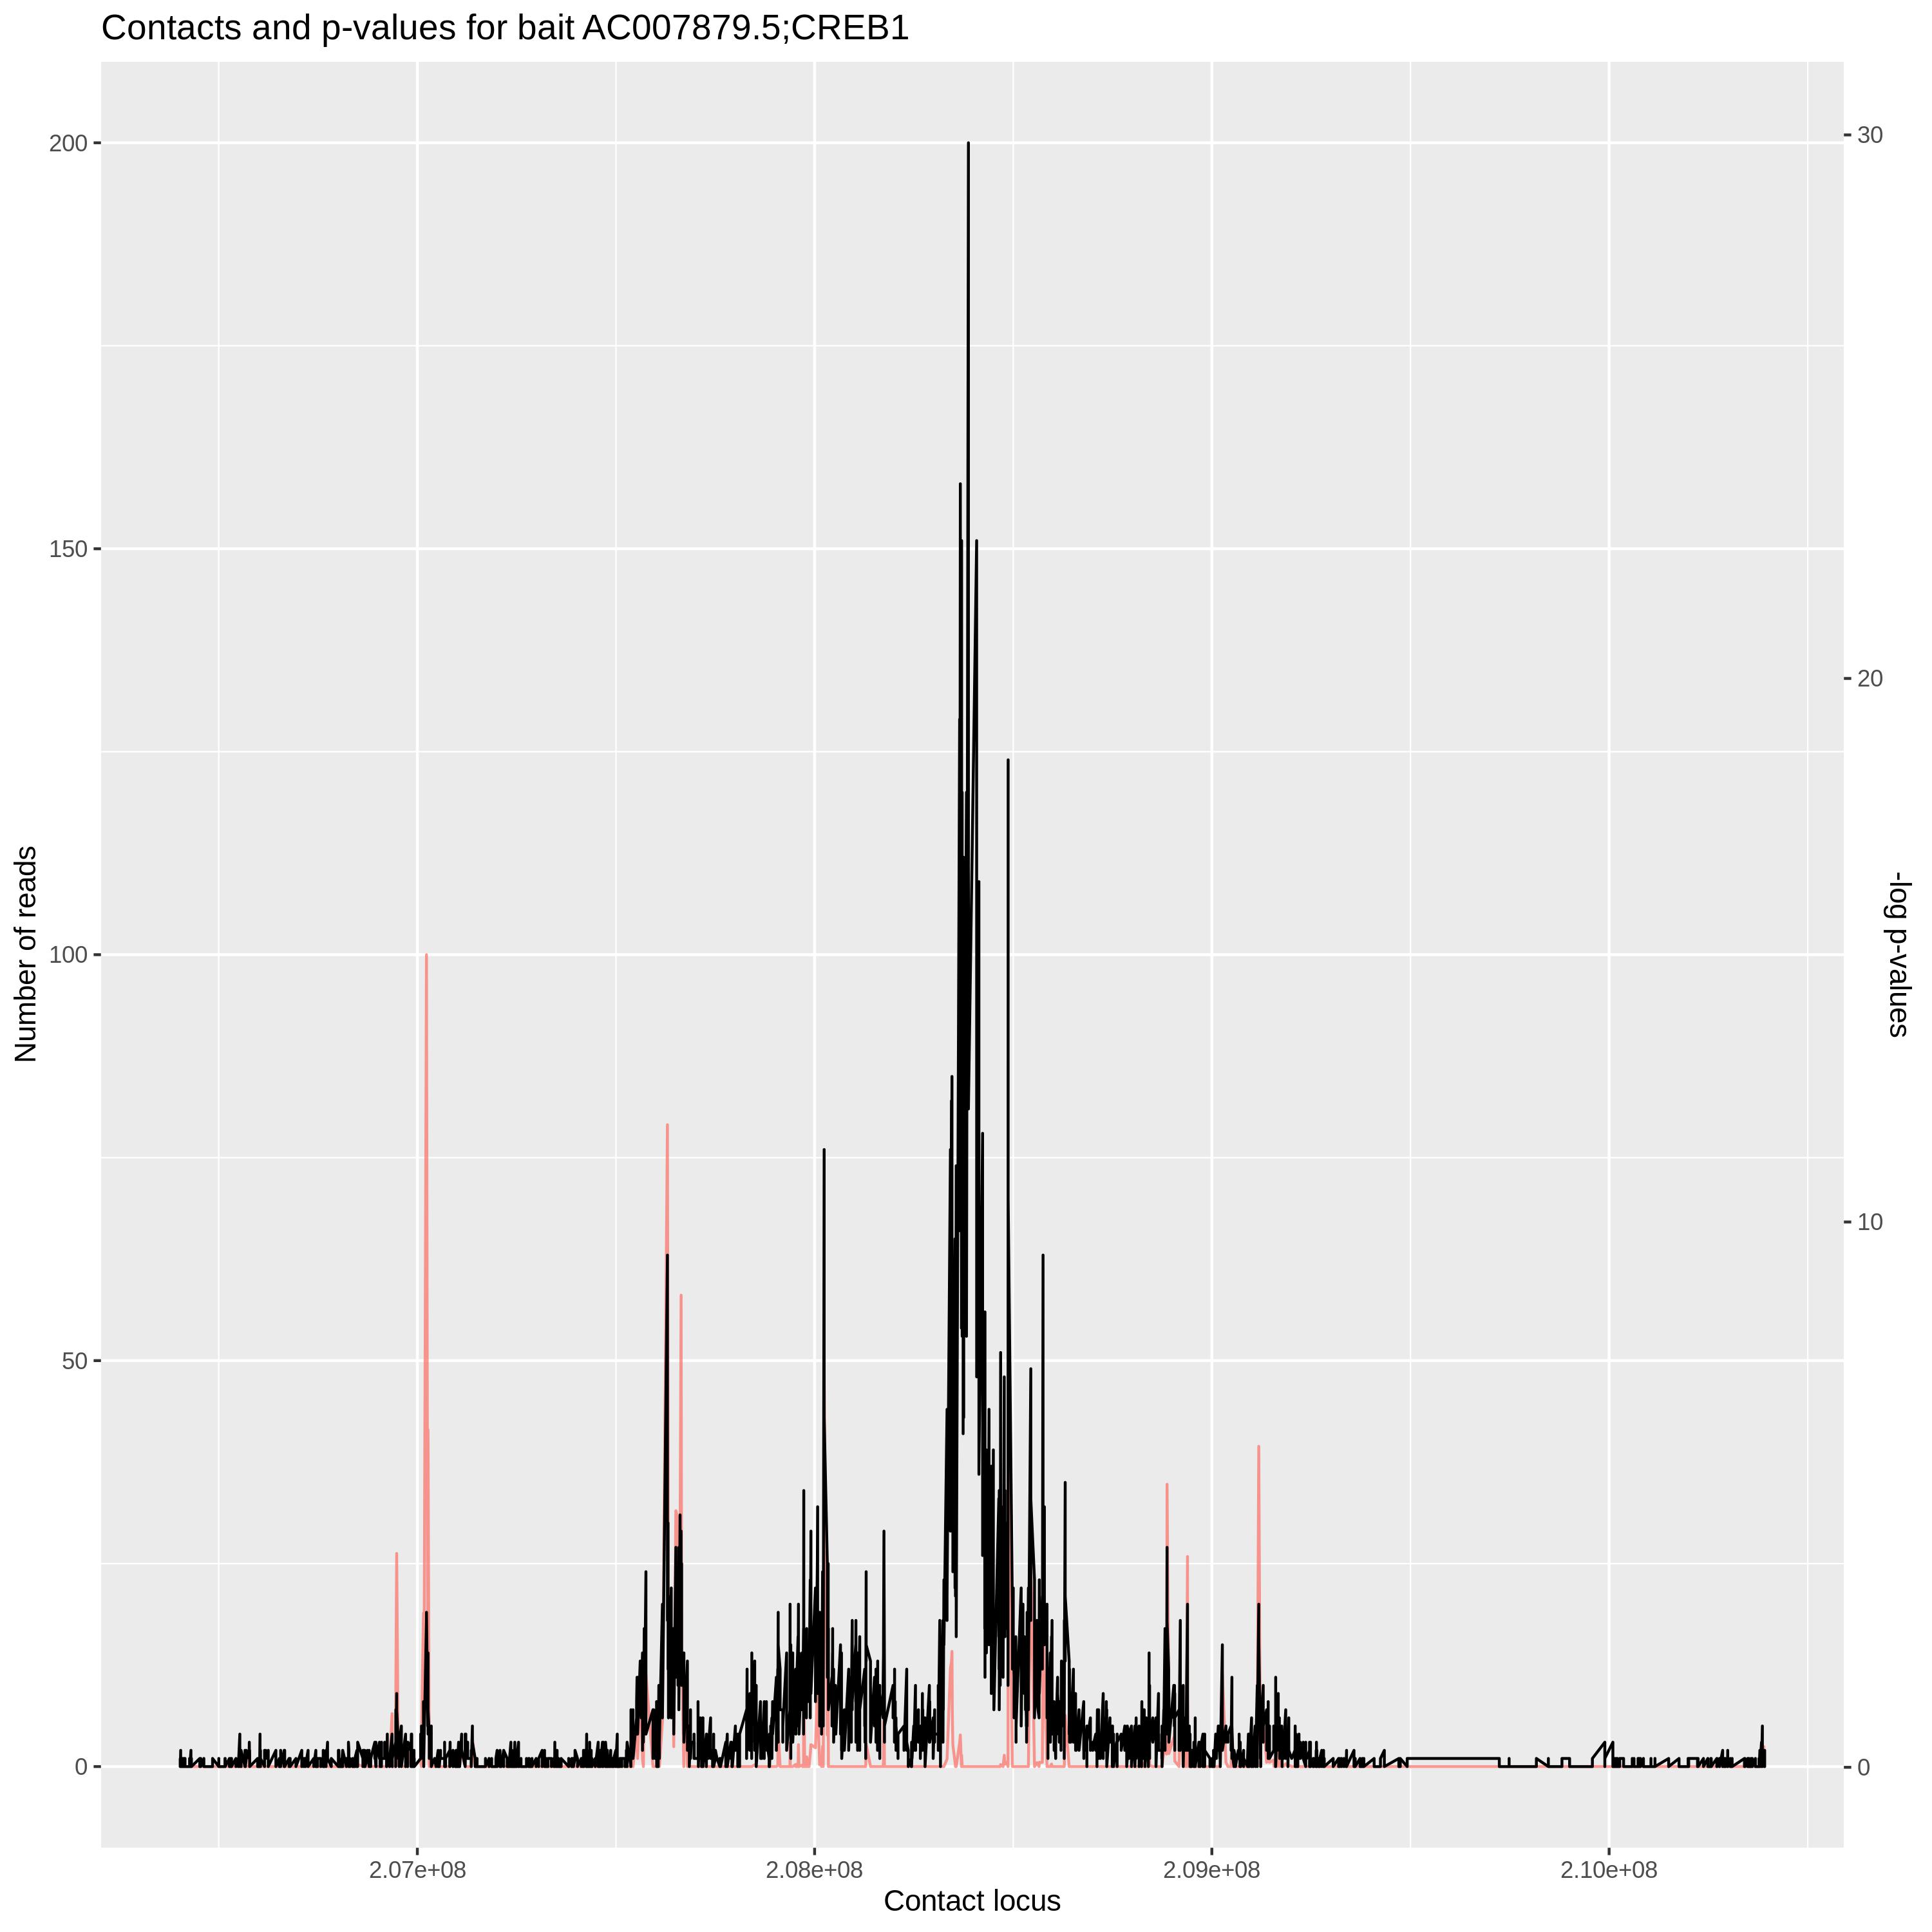 Contacts and p-values for bait AC007879.5;CREB1
200
150
100
50
0
Number of reads
30
20
10
0
-log p-values
2.07e+08
2.08e+08
2.09e+08
2.10e+08
Contact locus